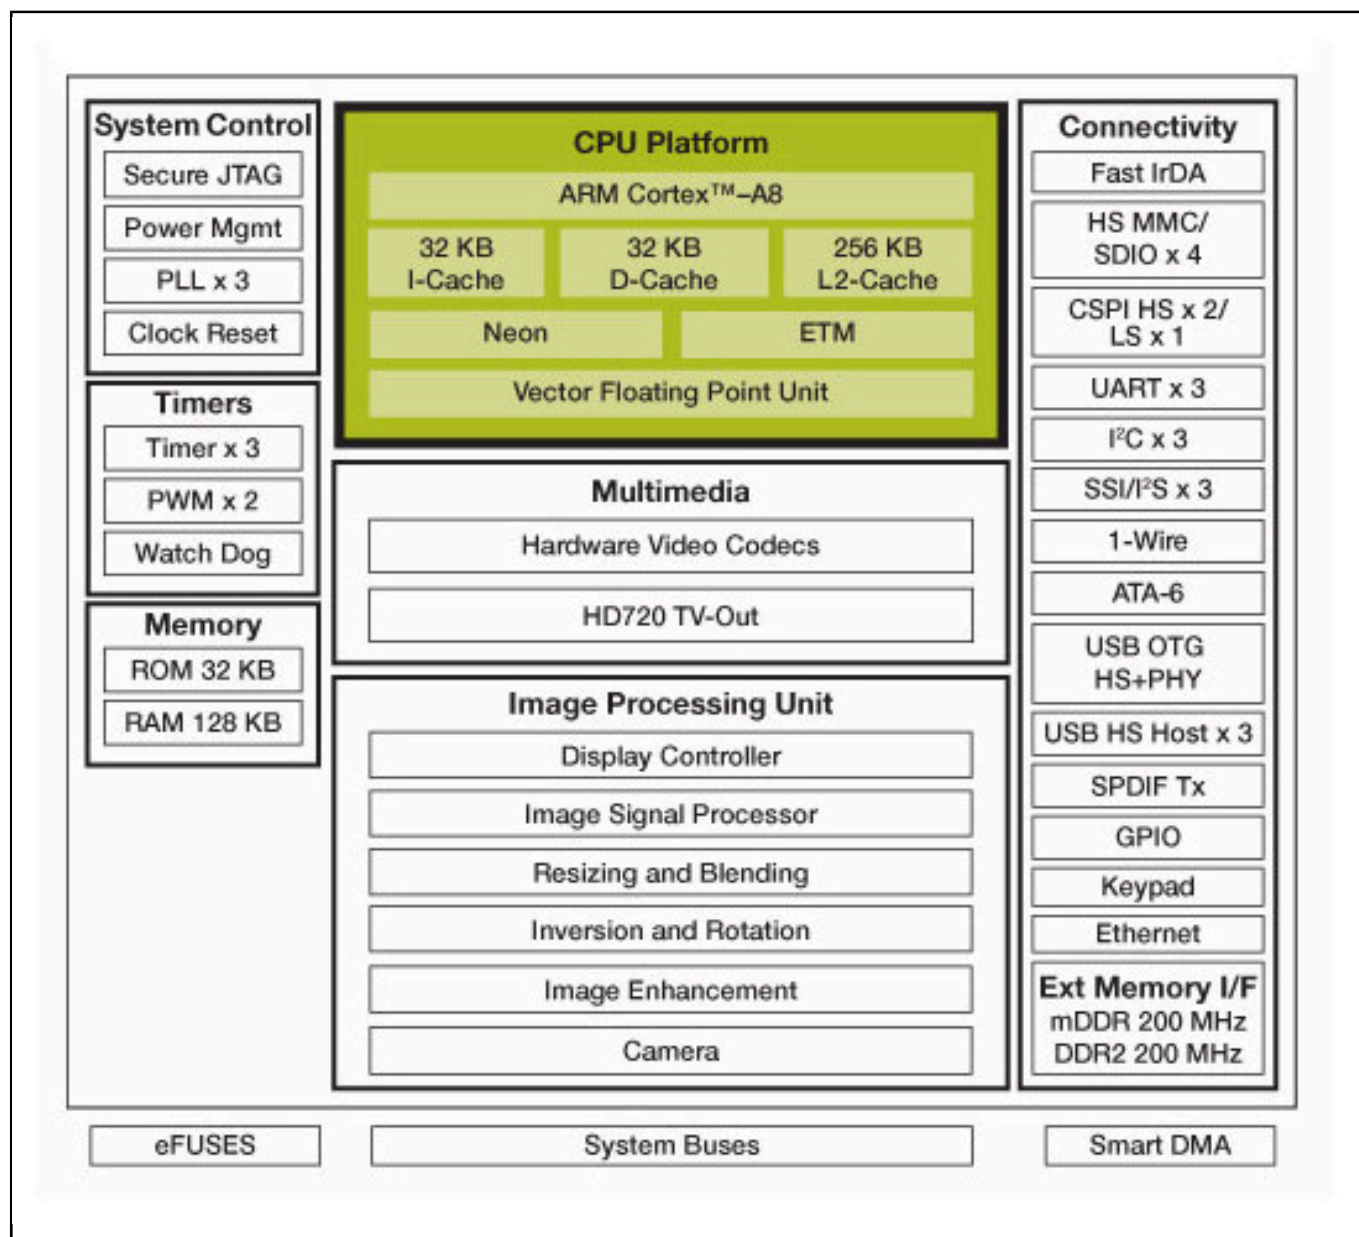 System Control
Secure JTAG
Power Mgmt
PLL x 3
Clock Reset
Timers
Timer x 3
PWM x 2
Watch Dog
Memory
ROM 32 KB
RAM 128 KB
CPU Platform
ARM Cortex™–A8
32 KB
I-Cache
32 KB
D-Cache
256 KB
L2-Cache
Neon
ETM
Vector Floating Point Unit
Multimedia
Hardware Video Codecs
HD720 TV-Out
Image Processing Unit
Display Controller
Image Signal Processor
Resizing and Blending
Inversion and Rotation
Image Enhancement
Camera
Connectivity
Fast IrDA
HS MMC/
SDIO x 4
CSPI HS x 2/
LS x 1
UART x 3
I²C x 3
SSI/I²S x 3
1-Wire
ATA-6
USB OTG
HS+PHY
USB HS Host x 3
SPDIF Tx
GPIO
Keypad
Ethernet
Ext Memory I/F
mDDR 200 MHz
DDR2 200 MHz
eFUSES
System Buses
Smart DMA